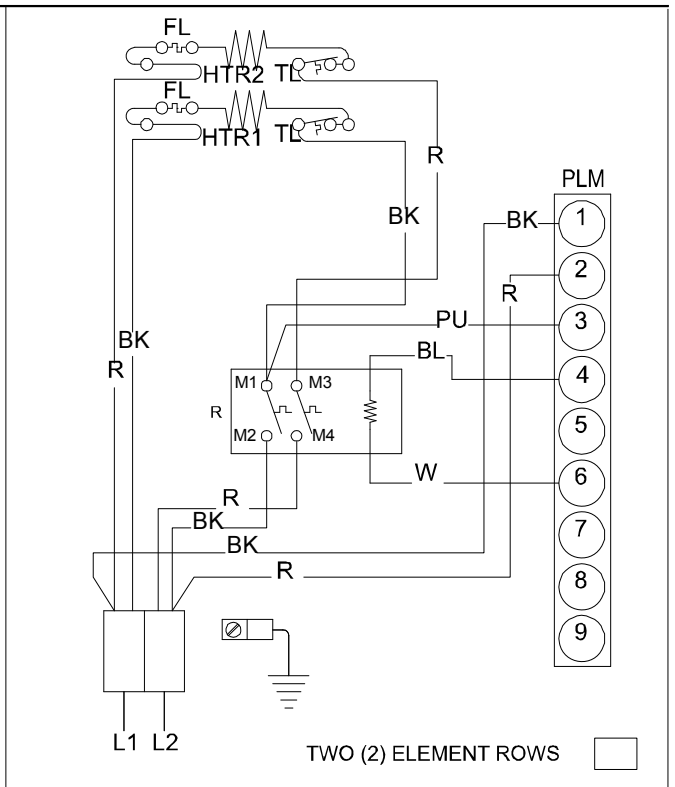 FL
HTR2 TL
FL
HTR1 TL
R
BK
PLM
BK 1
2
R
PU 3
BL 4
BK
R
M1 M3
R
M2 M4
5
W 6
R
BK
BK
R
7
8
9
L1 L2
TWO (2) ELEMENT ROWS